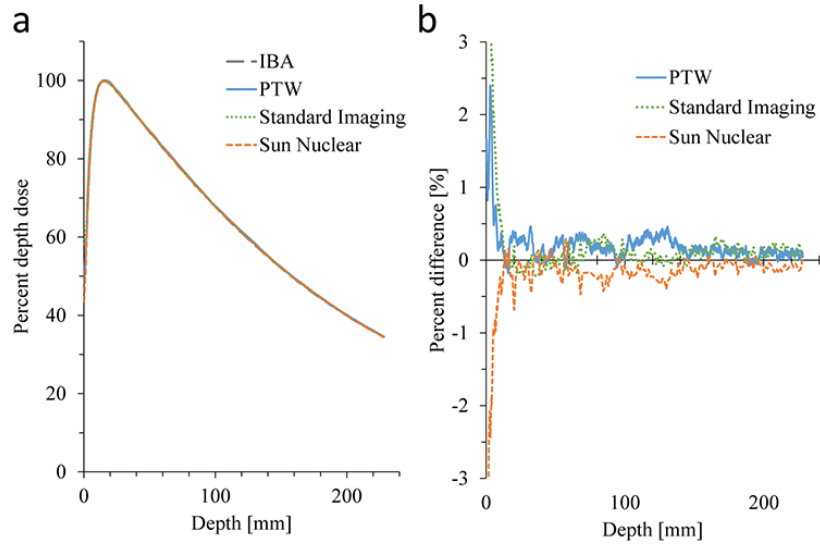 a
IBA
PTW
Standard Imaging
Sun Nuclear
Percent depth dose
100
80
60
40
20
0
0
100
200
Depth [mm]
b
PTW
Standard Imaging
Sun Nuclear
Percent difference [%]
3
2
1
0
-1
-2
-3
0
100
200
Depth [mm]